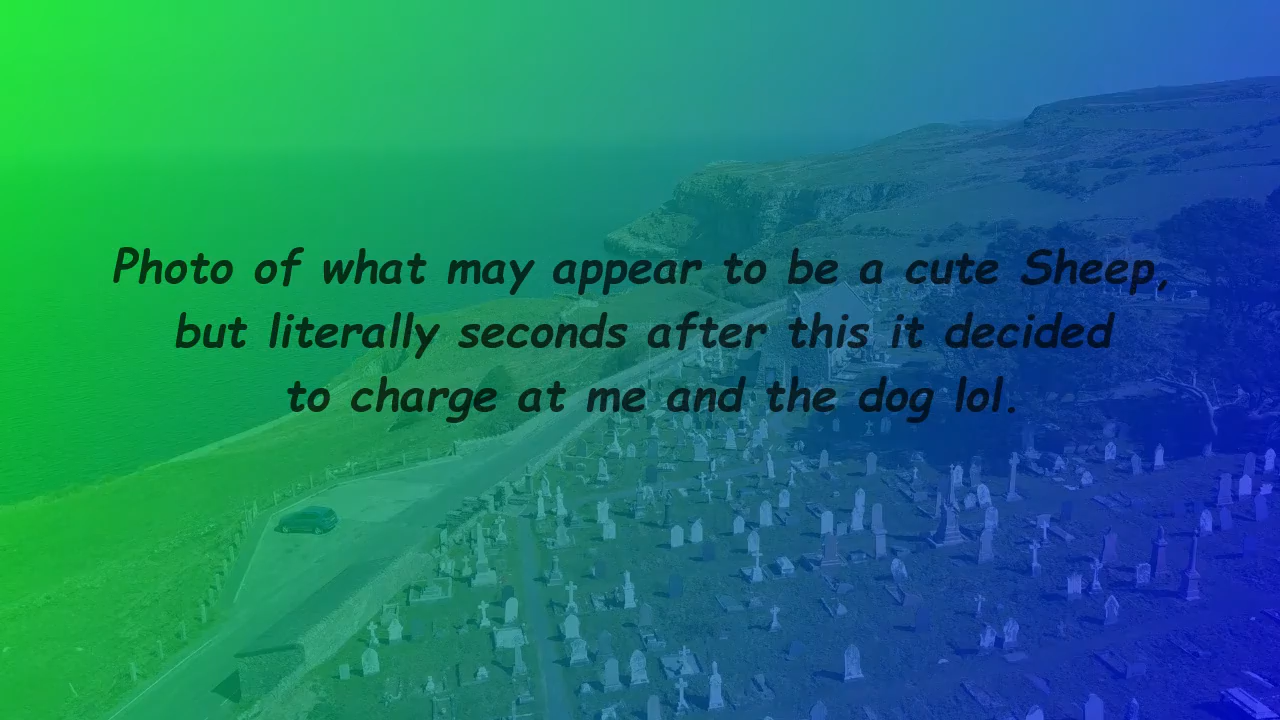 Photo of what may appear to be a cute Sheep,
but literally seconds after this it decided
to charge at me and the dog lol.